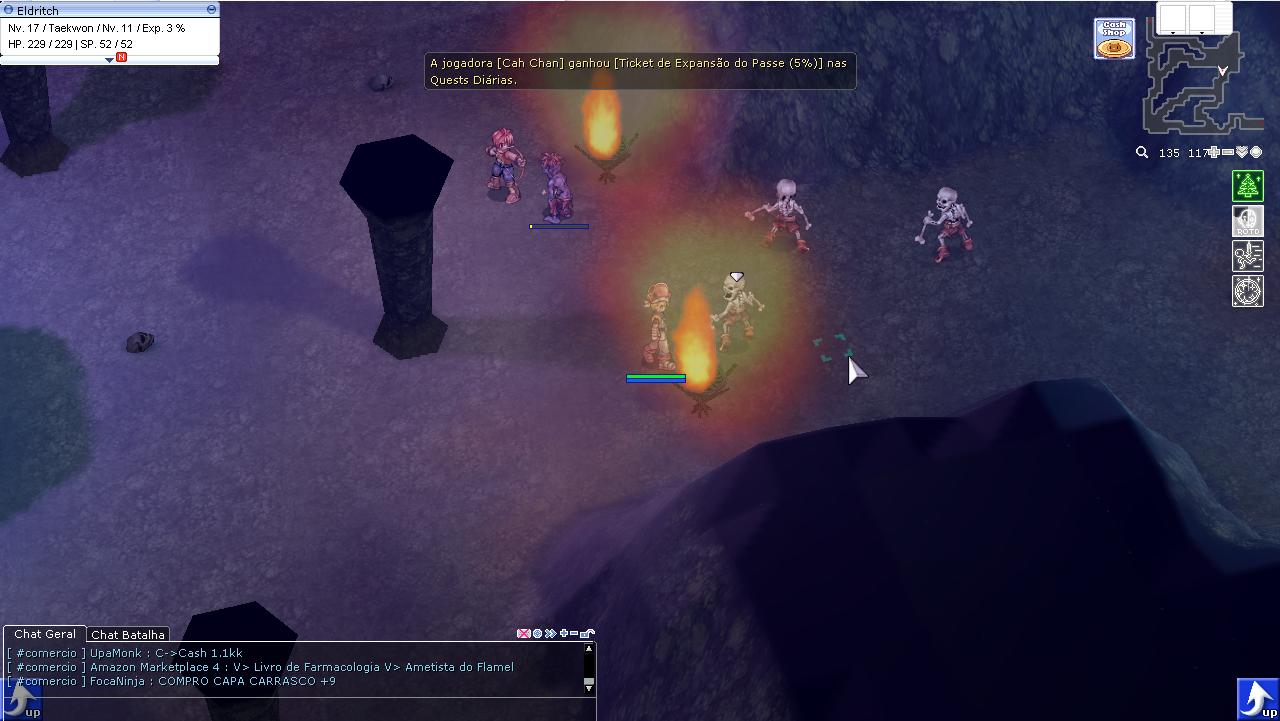 Eldritch
Nv. 17 / Taekwon / Nv. 11 / Exp. 3 %
HP. 229 / 229 | SP. 52 / 52
N
A jogadora [Cah Chan] ganhou [Ticket de Expansão do Passe (5%)] nas
Quests Diárias.
Cash
Shop
135 117
ROTD
Chat Geral
Chat Batalha
[ #comercio ] UpaMonk : C->Cash 1.1kk
[ #comercio ] Amazon Marketplace 4 : V> Livro de Farmacologia V> Ametista do Flamel
[ #comercio ] FocaNinja : COMPRO CAPA CARRASCO +9
up
up